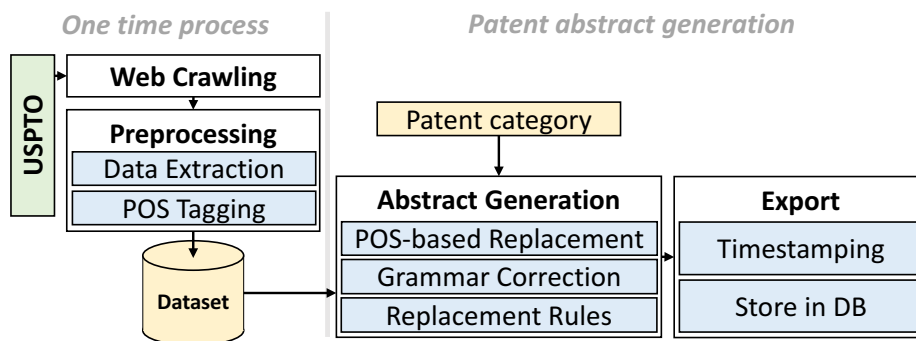 One time process
Patent abstract generation
USPTO
Web Crawling
Preprocessing
Data Extraction
POS Tagging
Dataset
Patent category
Abstract Generation
POS-based Replacement
Grammar Correction
Replacement Rules
Export
Timestamping
Store in DB